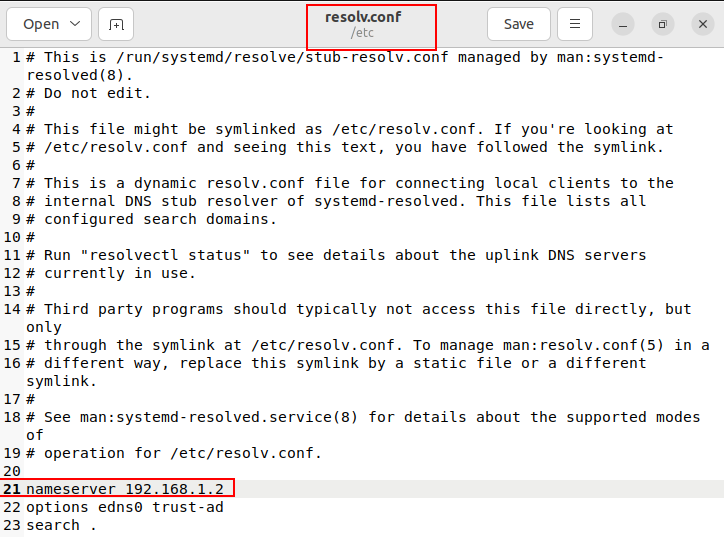 Open
resolv.conf
/etc
Save
1 # This is /run/systemd/resolve/stub-resolv.conf managed by man:systemd-
resolved(8).
2 # Do not edit.
3 #
4 # This file might be symlinked as /etc/resolv.conf. If you're looking at
5 # /etc/resolv.conf and seeing this text, you have followed the symlink.
6 #
7 # This is a dynamic resolv.conf file for connecting local clients to the
8 # internal DNS stub resolver of systemd-resolved. This file lists all
9 # configured search domains.
10 #
11 # Run "resolvectl status" to see details about the uplink DNS servers
12 # currently in use.
13 #
14 # Third party programs should typically not access this file directly, but
only
15 # through the symlink at /etc/resolv.conf. To manage man:resolv.conf(5) in a
16 # different way, replace this symlink by a static file or a different
symlink.
17 #
18 # See man:systemd-resolved.service(8) for details about the supported modes
of
19 # operation for /etc/resolv.conf.
20
21 nameserver 192.168.1.2
22 options edns0 trust-ad
23 search .